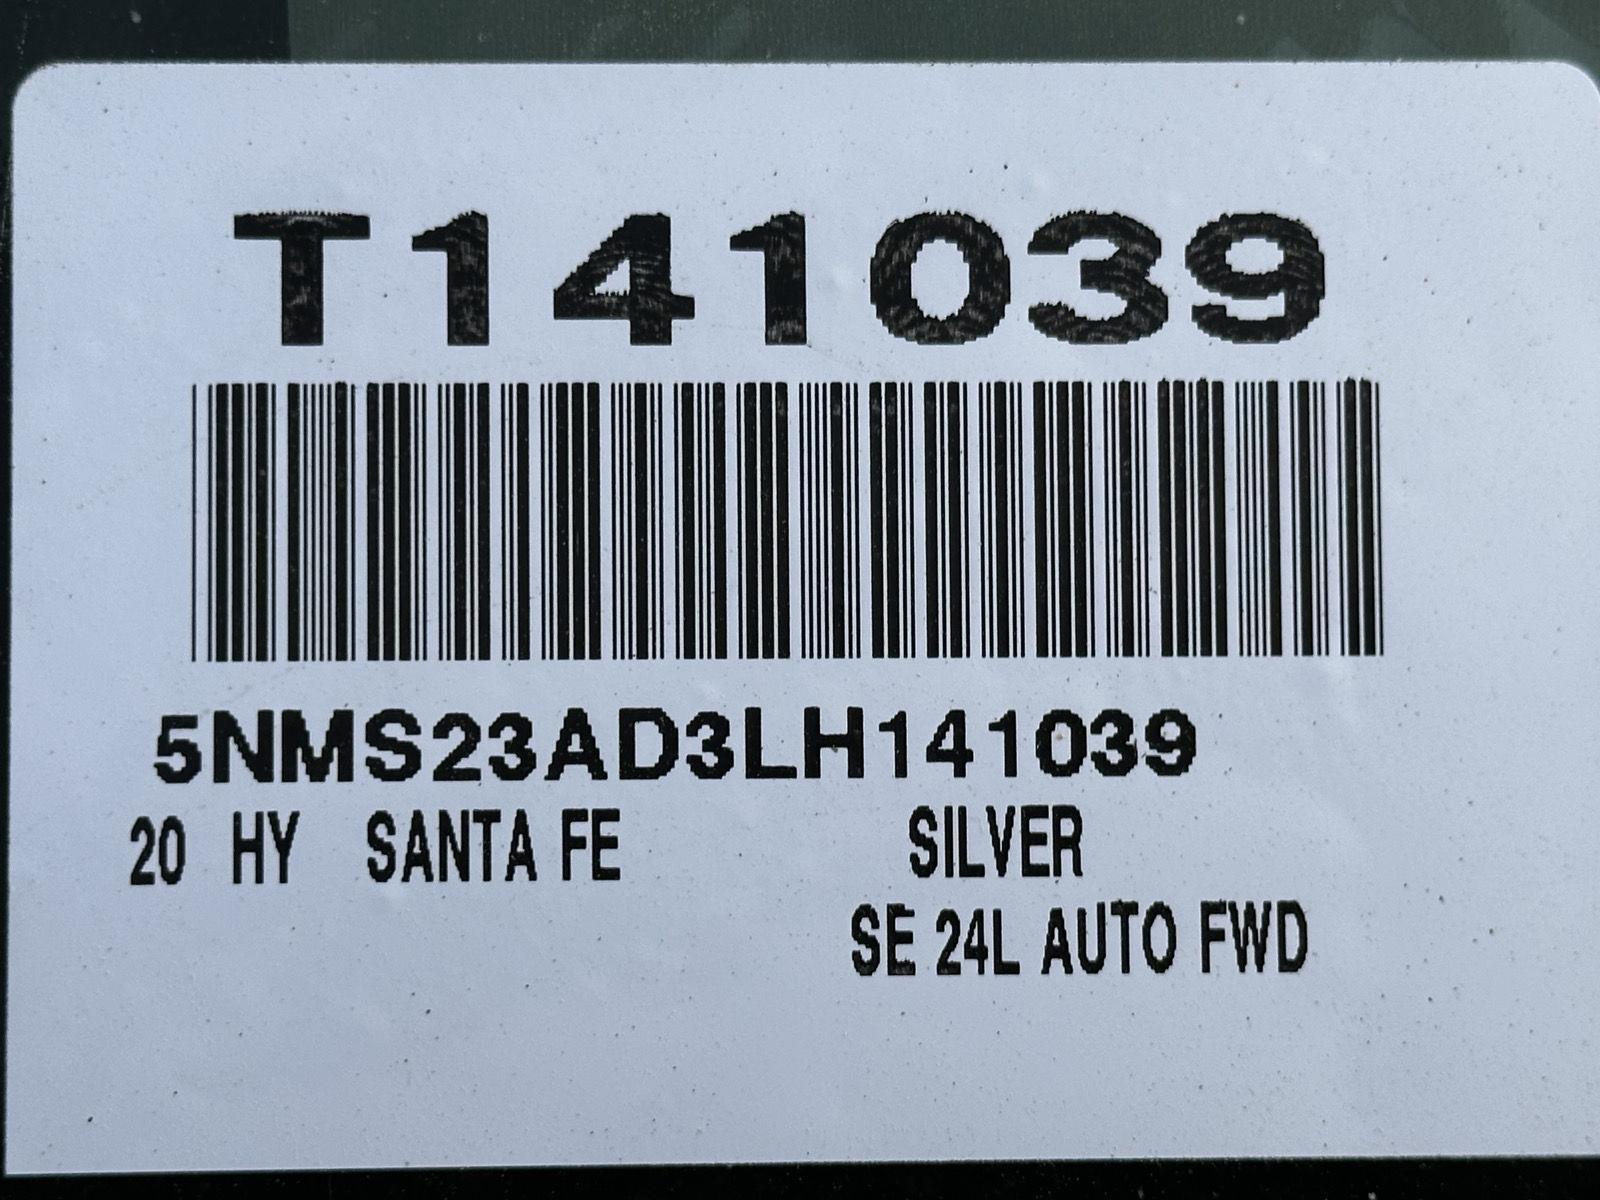 T141039
5NMS23AD3LH141039
20 HY SANTA FE SILVER
SE 24L AUTO FWD